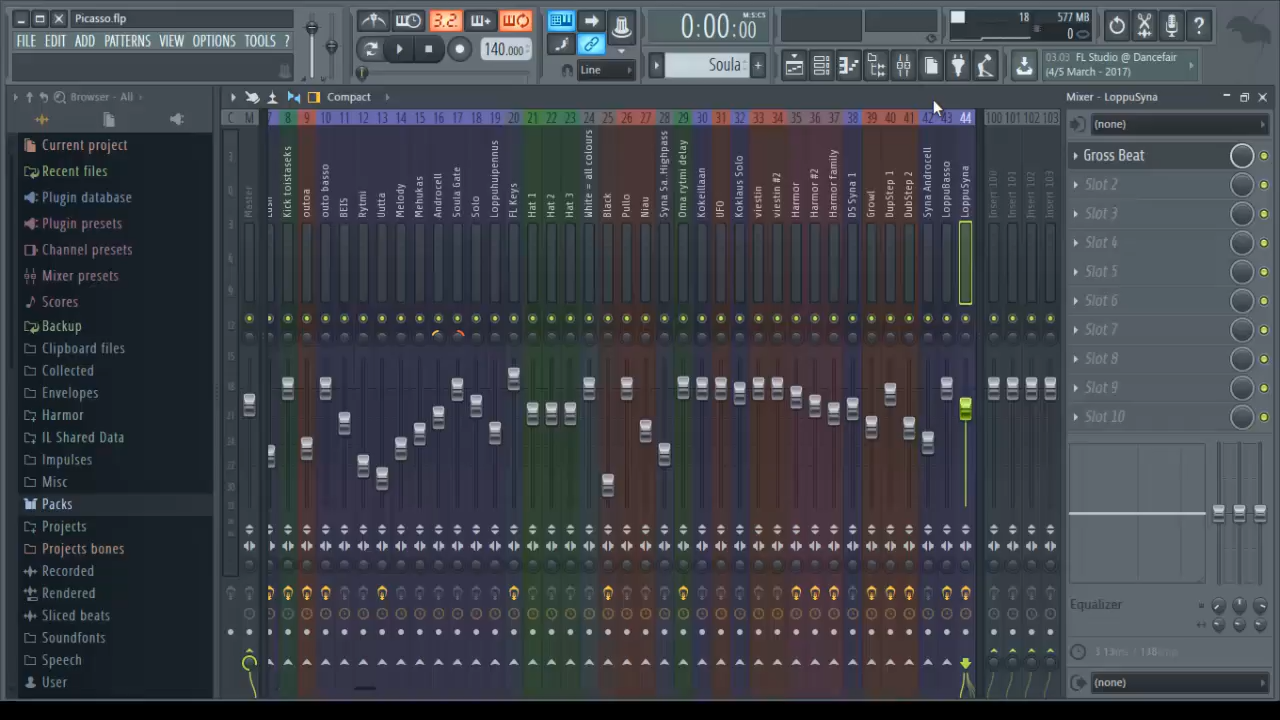 Picasso.flp
FILE EDIT ADD PATTERNS VIEW OPTIONS TOOLS ?
3.2.
140.000
Line
0:00:00
M:S:CS
Soula
18
577 MB
0
03.03 FL Studio @ Dancefair
(4/5 March - 2017)
Browser - All
Current project
Recent files
Plugin database
Plugin presets
Channel presets
Mixer presets
Scores
Backup
Clipboard files
Collected
Envelopes
Harmor
IL Shared Data
Impulses
Misc
Packs
Projects
Projects bones
Recorded
Rendered
Sliced beats
Soundfonts
Speech
User
Compact
C M 7 8 9 10 11 12 13 14 15 16 17 18 19 20 21 22 23 24 25 26 27 28 29 30 31 32 33 34 35 36 37 38 39 40 41 42 43 44 100 101 102 103
Master
Kick toistaseks
outoa
outo basso
BEIS
Rytmi
Uutta
Melody
Mehukas
Androcell
Soula Gate
Solo
Loppuhuipennus
FL Keys
Hat 1
Hat 2
Hat 3
White = all colours
Black
Pullo
Niau
Syna Sa..Highpass
Oma rytmi delay
Kokeillaan
UFO
Koklaus Solo
viestin
viestin #2
Harmor
Harmor #2
Harmor family
DS Syna 1
Growl
DupStep 1
DubStep 2
Syna Androcell
LoppuBasso
LoppuSyna
Insert 100
Insert 101
Insert 102
Insert 103
Mixer - LoppuSyna
(none)
Gross Beat
Slot 2
Slot 3
Slot 4
Slot 5
Slot 6
Slot 7
Slot 8
Slot 9
Slot 10
Equalizer
(none)